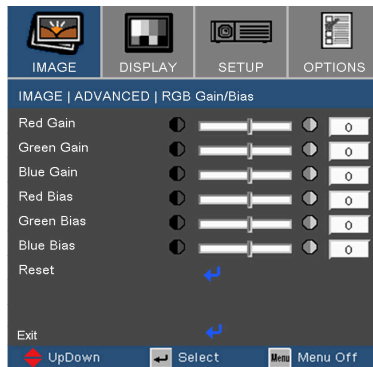 IMAGE DISPLAY SETUP OPTIONS
IMAGE | ADVANCED | RGB Gain/Bias
Red Gain 0
Green Gain 0
Blue Gain 0
Red Bias 0
Green Bias 0
Blue Bias 0
Reset
Exit
UpDown Select Menu Menu Off